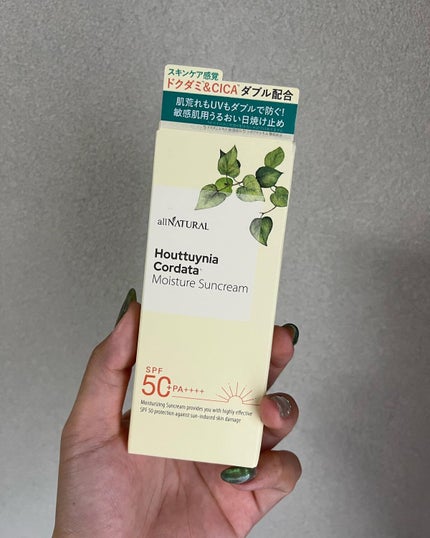 スキンケア感覚
ドクダミ*&CICA* ダブル配合
肌荒れもUVもダブルで防ぐ!
敏感肌用うるおい日焼け止め
allNATURAL
Houttuynia
Cordata*
Moisture Suncream
SPF
50+PA++++
Moisturizing Suncream provides you with highly effective
SPF 50 protection against sun-induced skin damage